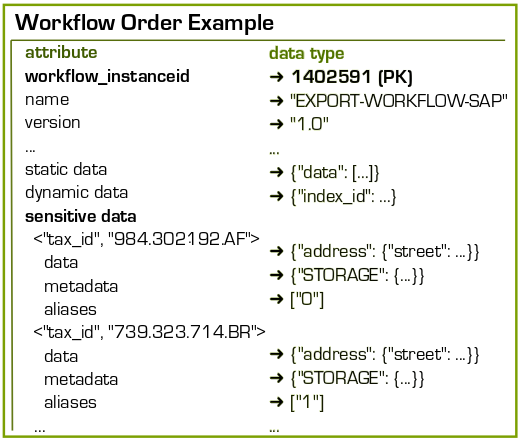 Workflow Order Example
attribute data type
workflow_instanceid ➔ 1402591 (PK)
name ➔ "EXPORT-WORKFLOW-SAP"
version ➔ "1.0"
... ...
static data ➔ {"data": [...]}
dynamic data ➔ {"index_id": ...}
sensitive data
<"tax_id", "984.302192.AF">
data ➔ {"address": {"street": ...}}
metadata ➔ {"STORAGE": {...}}
aliases ➔ ["0"]
<"tax_id", "739.323.714.BR">
data ➔ {"address": {"street": ...}}
metadata ➔ {"STORAGE": {...}}
aliases ➔ ["1"]
... ...